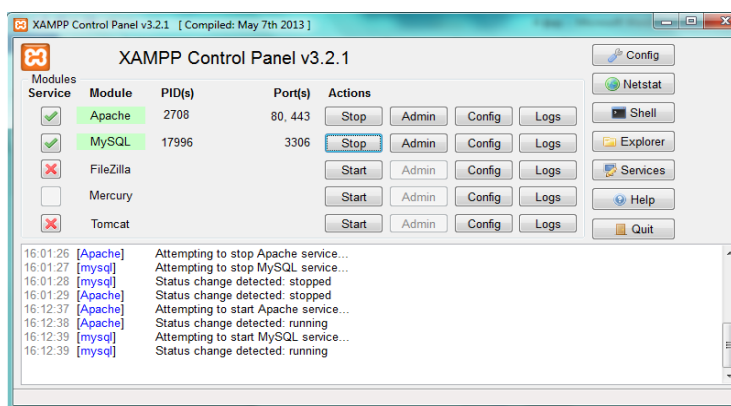 XAMPP Control Panel v3.2.1 [ Compiled: May 7th 2013 ]
XAMPP Control Panel v3.2.1
Config
Modules
Service Module PID(s) Port(s) Actions
Netstat
Apache 2708 80, 443 Stop Admin Config Logs
Shell
MySQL 17996 3306 Stop Admin Config Logs
Explorer
FileZilla Start Admin Config Logs
Services
Mercury Start Admin Config Logs
Help
Tomcat Start Admin Config Logs
Quit
16:01:26 [Apache] Attempting to stop Apache service...
16:01:27 [mysql] Attempting to stop MySQL service...
16:01:28 [mysql] Status change detected: stopped
16:01:29 [Apache] Status change detected: stopped
16:12:37 [Apache] Attempting to start Apache service...
16:12:38 [Apache] Status change detected: running
16:12:39 [mysql] Attempting to start MySQL service...
16:12:39 [mysql] Status change detected: running